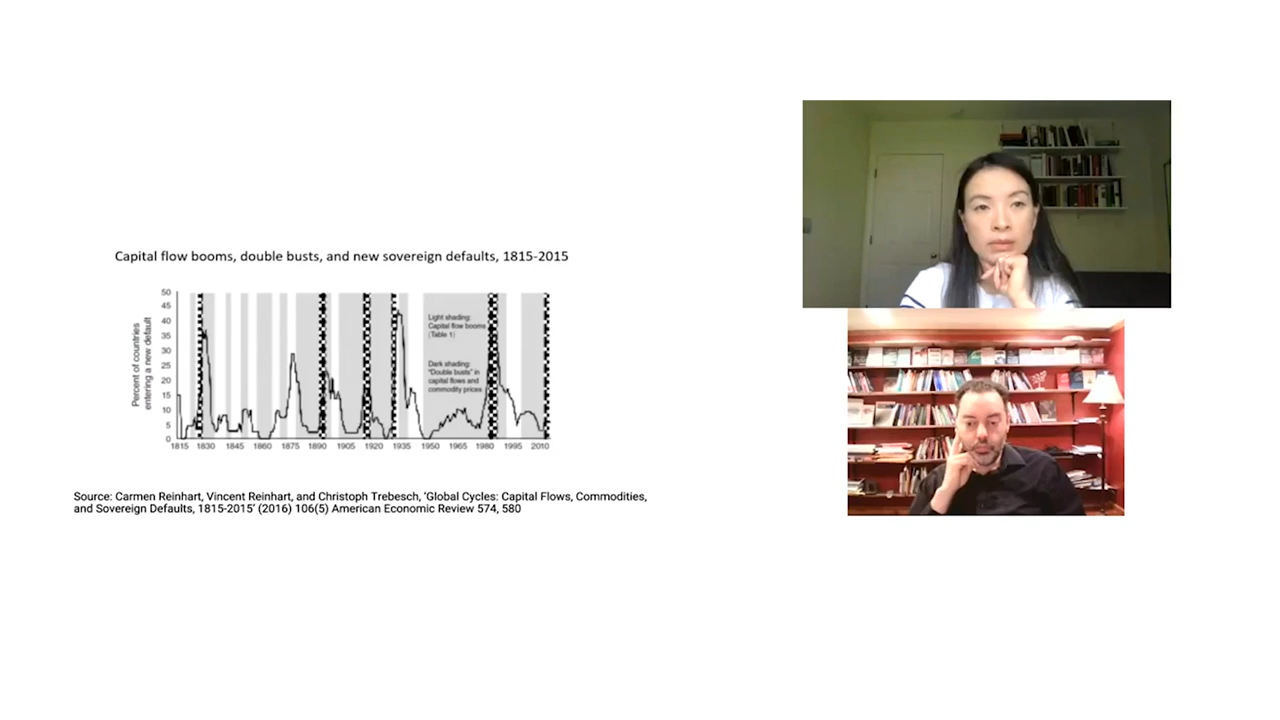 Capital flow booms, double busts, and new sovereign defaults, 1815-2015
Percent of countries
entering a new default
50
45
40
35
30
25
20
15
10
5
0
Light shading:
Capital flow booms
(Table 1)
Dark shading:
"Double busts" in
capital flows and
commodity prices
1815 1830 1845 1860 1875 1890 1905 1920 1935 1950 1965 1980 1995 2010
Source: Carmen Reinhart, Vincent Reinhart, and Christoph Trebesch, 'Global Cycles: Capital Flows, Commodities,
and Sovereign Defaults, 1815-2015' (2016) 106(5) American Economic Review 574, 580